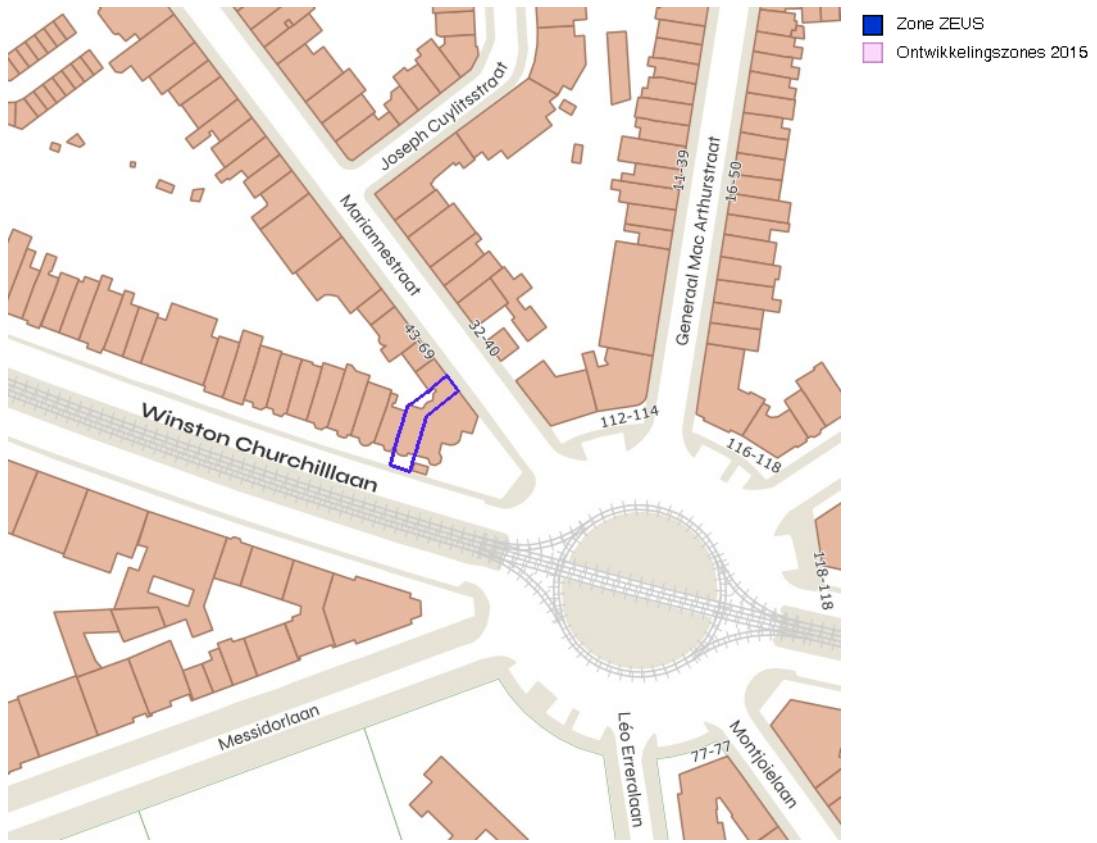 Zone ZEUS
Ontwikkelingszones 2015
Joseph Cuylitsstraat
11-39
16-50
Mariannestraat
Generaal Mac Arthurstraat
43-69
32-40
Winston Churchilllaan
112-114
116-118
118-118
Messidorlaan
Léo Erreralaan
77-77
Montjoielaan